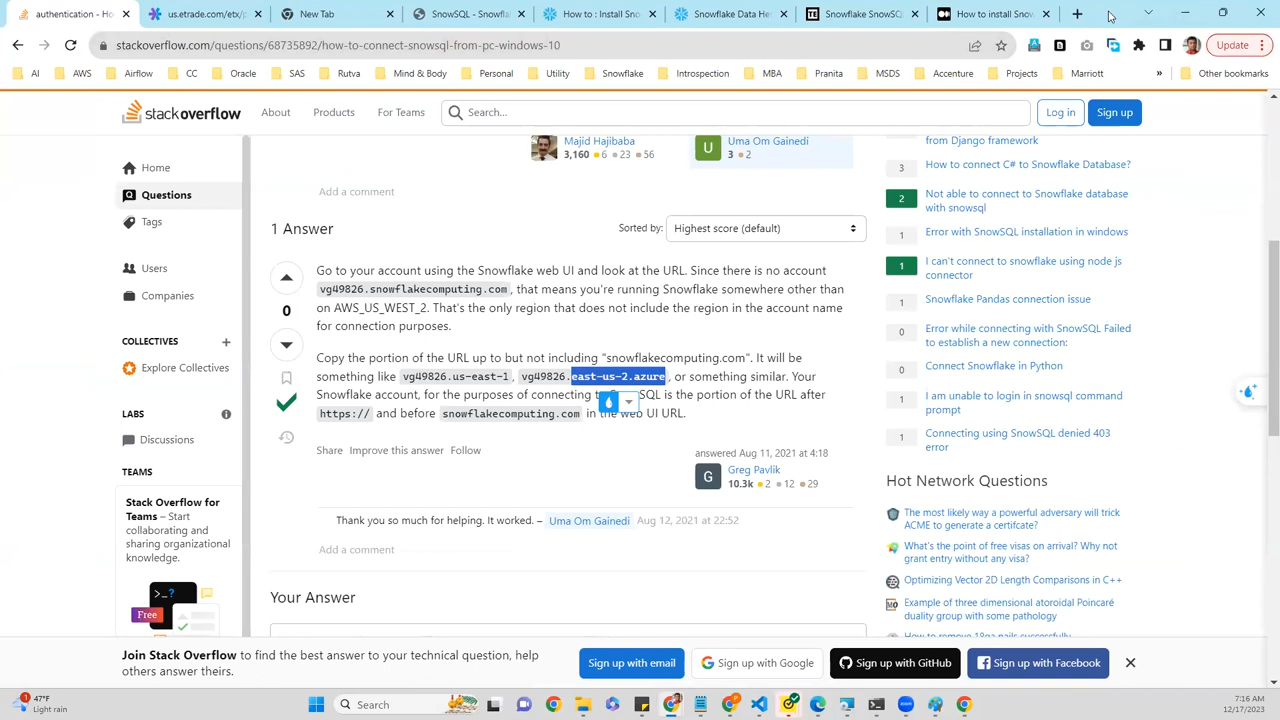 authentication - H
us.etrade.com/etx/
New Tab
SnowSQL - Snowfl
How to : Install Sno
Snowflake Data He
Snowflake SnowSQ
How to install Snow
stackoverflow.com/questions/68735892/how-to-connect-snowsql-from-pc-windows-10
Update
AI AWS Airflow CC Oracle SAS Rutva Mind & Body Personal Utility Snowflake Introspection MBA Pranita MSDS Accenture Projects Marriott » Other bookmarks
stackoverflow About Products For Teams Search... Log in Sign up
Home
Questions
Tags
Users
Companies
COLLECTIVES
Explore Collectives
LABS
Discussions
TEAMS
Stack Overflow for
Teams – Start
collaborating and
sharing organizational
knowledge.
>_?
>_
Free
Majid Hajibaba
3,160 6 23 56
U
Uma Om Gainedi
3 2
Add a comment
1 Answer
Sorted by: Highest score (default)
0
Go to your account using the Snowflake web UI and look at the URL. Since there is no account
vg49826.snowflakecomputing.com, that means you're running Snowflake somewhere other than
on AWS_US_WEST_2. That's the only region that does not include the region in the account name
for connection purposes.
Copy the portion of the URL up to but not including "snowflakecomputing.com". It will be
something like vg49826.us-east-1, vg49826.east-us-2.azure, or something similar. Your
Snowflake account, for the purposes of connecting to SnowSQL is the portion of the URL after
https:// and before snowflakecomputing.com in the web UI URL.
Share Improve this answer Follow
answered Aug 11, 2021 at 4:18
G
Greg Pavlik
10.3k 2 12 29
Thank you so much for helping. It worked. – Uma Om Gainedi Aug 12, 2021 at 22:52
Add a comment
Your Answer
from Django framework
3 How to connect C# to Snowflake Database?
2 Not able to connect to Snowflake database
with snowsql
1 Error with SnowSQL installation in windows
1 I can't connect to snowflake using node js
connector
1 Snowflake Pandas connection issue
0 Error while connecting with SnowSQL Failed
to establish a new connection:
0 Connect Snowflake in Python
1 I am unable to login in snowsql command
prompt
1 Connecting using SnowSQL denied 403
error
Hot Network Questions
The most likely way a powerful adversary will trick
ACME to generate a certifcate?
What's the point of free visas on arrival? Why not
grant entry without any visa?
Optimizing Vector 2D Length Comparisons in C++
Example of three dimensional atoroidal Poincaré
duality group with some pathology
How to remove 18ga nails successfully
Join Stack Overflow to find the best answer to your technical question, help
others answer theirs.
Sign up with email
Sign up with Google
Sign up with GitHub
Sign up with Facebook
1
47°F
Light rain
Search
7:16 AM
12/17/2023